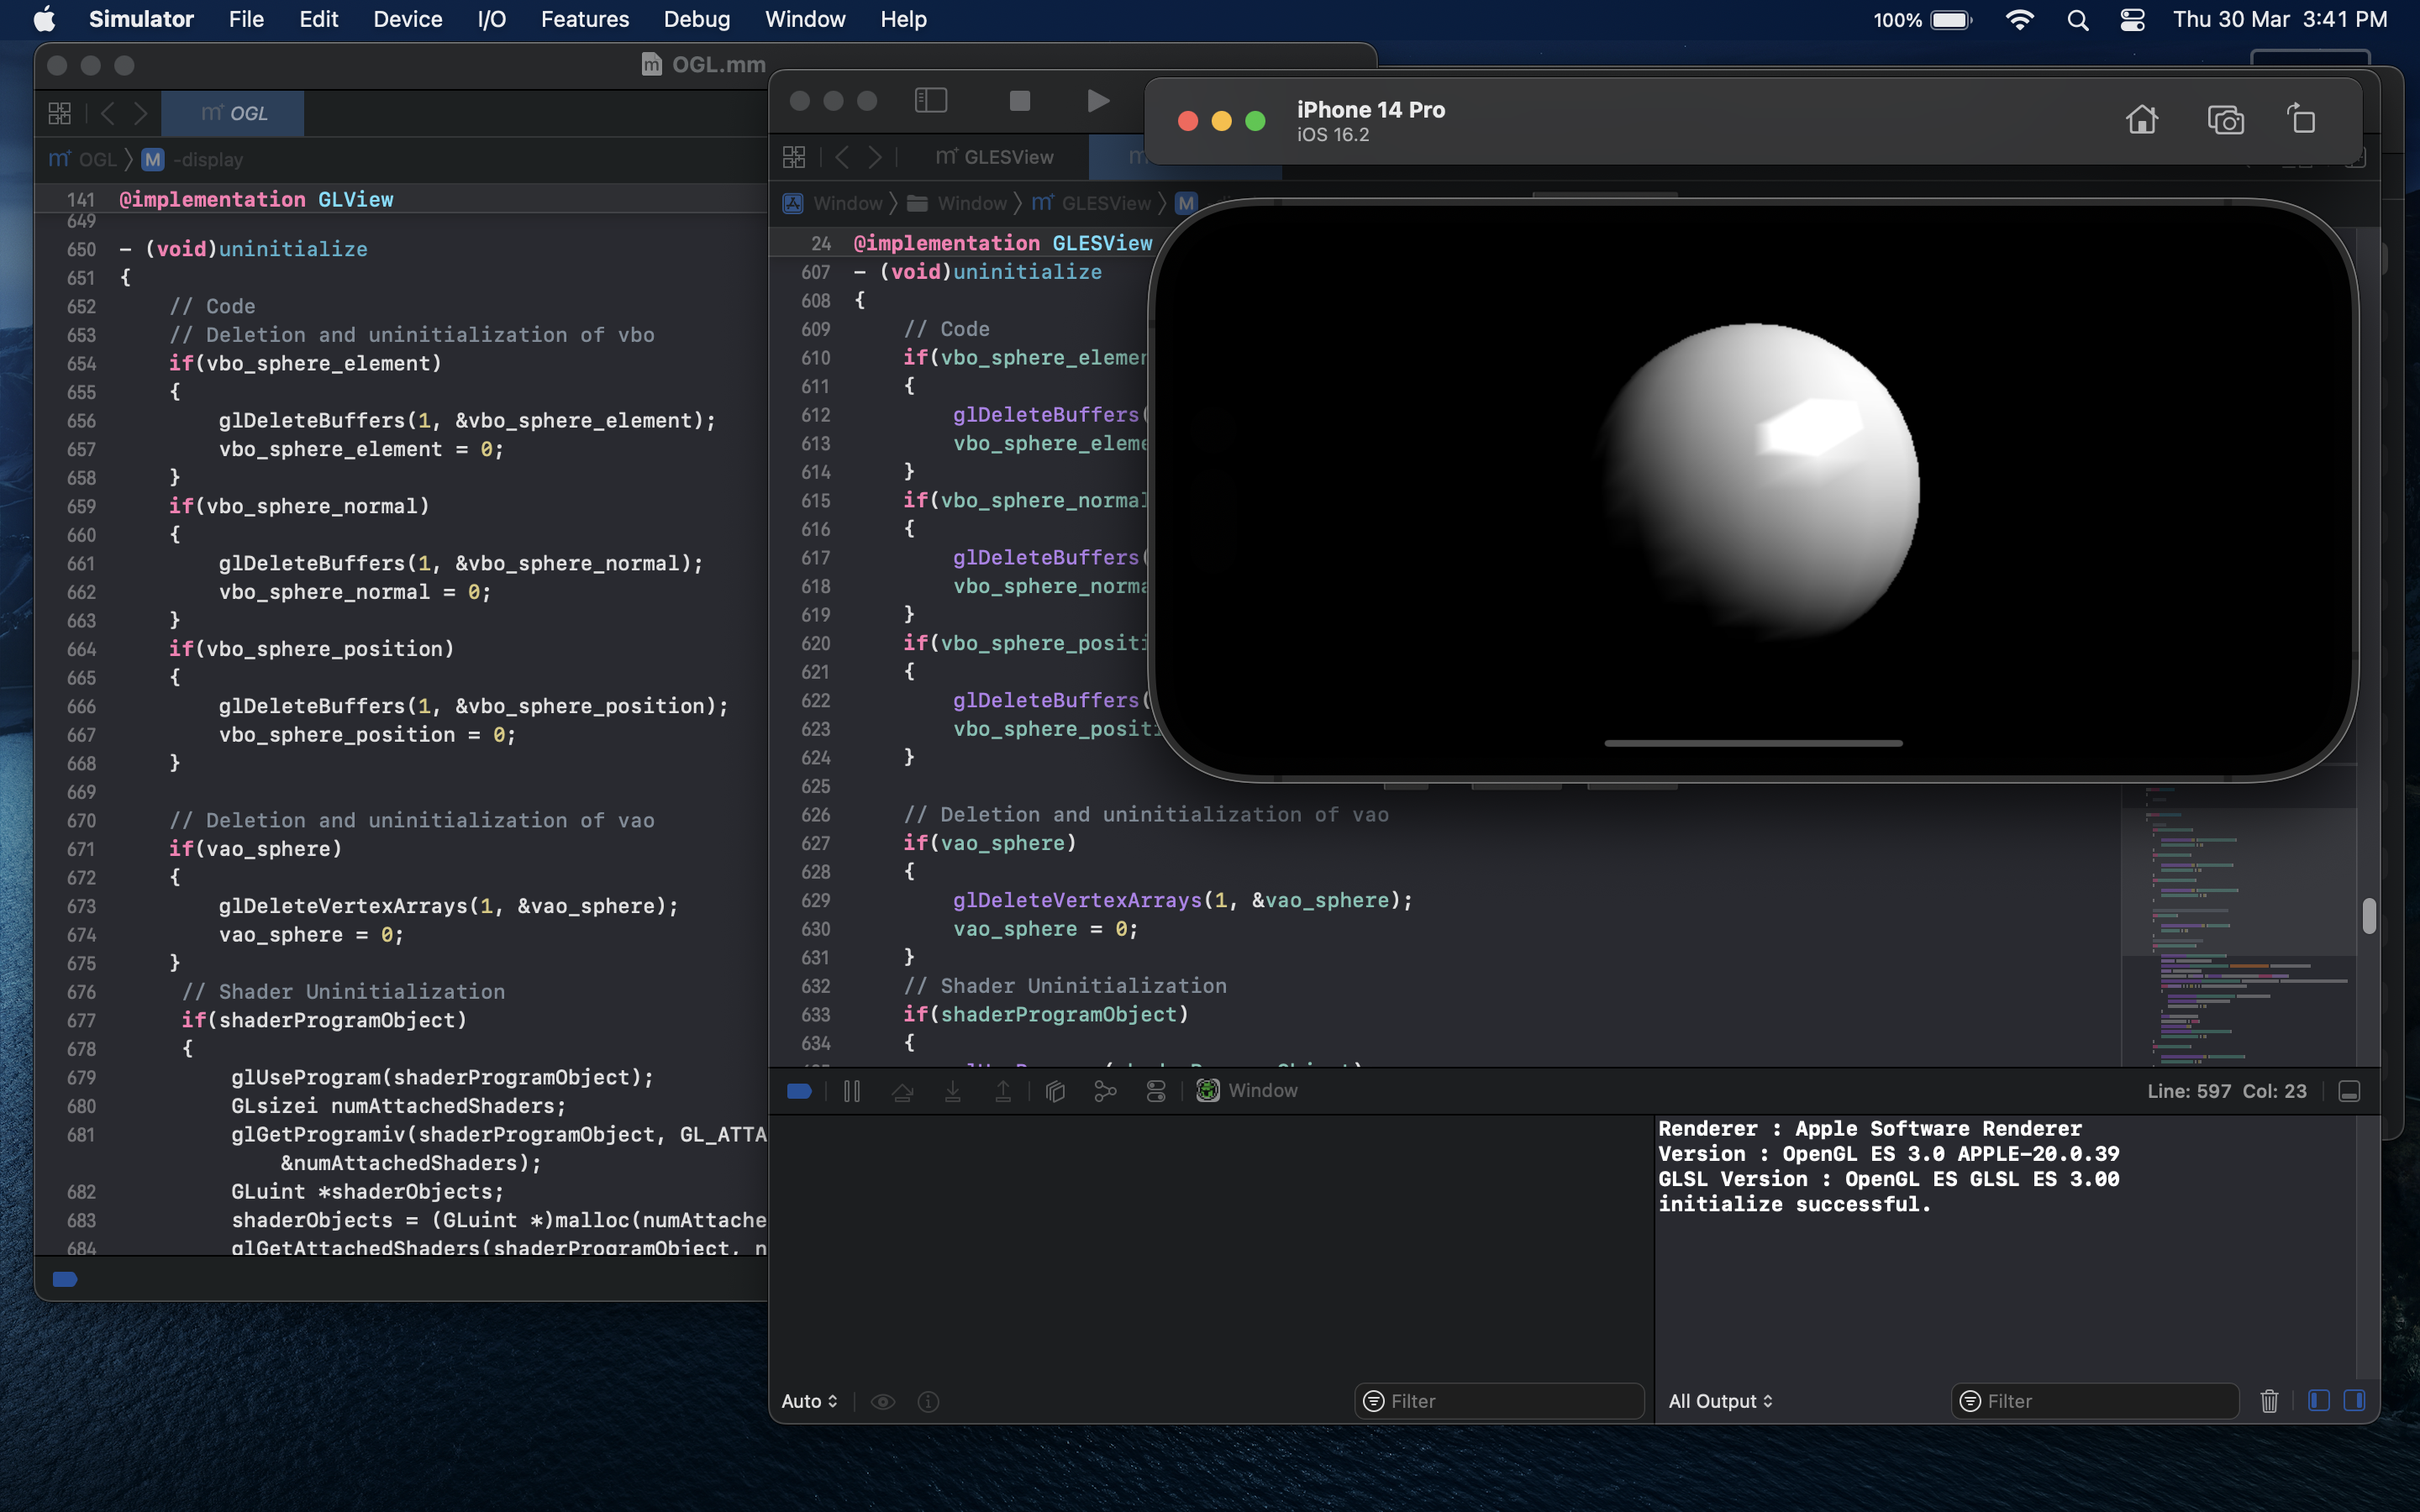 Simulator File Edit Device I/O Features Debug Window Help 100% Thu 30 Mar 3:41 PM
OGL.mm
OGL
OGL -display
141 @implementation GLView
649
650 - (void)uninitialize
651 {
652 // Code
653 // Deletion and uninitialization of vbo
654 if(vbo_sphere_element)
655 {
656 glDeleteBuffers(1, &vbo_sphere_element);
657 vbo_sphere_element = 0;
658 }
659 if(vbo_sphere_normal)
660 {
661 glDeleteBuffers(1, &vbo_sphere_normal);
662 vbo_sphere_normal = 0;
663 }
664 if(vbo_sphere_position)
665 {
666 glDeleteBuffers(1, &vbo_sphere_position);
667 vbo_sphere_position = 0;
668 }
669
670 // Deletion and uninitialization of vao
671 if(vao_sphere)
672 {
673 glDeleteVertexArrays(1, &vao_sphere);
674 vao_sphere = 0;
675 }
676 // Shader Uninitialization
677 if(shaderProgramObject)
678 {
679 glUseProgram(shaderProgramObject);
680 GLsizei numAttachedShaders;
681 glGetProgramiv(shaderProgramObject, GL_ATTA
&numAttachedShaders);
682 GLuint *shaderObjects;
683 shaderObjects = (GLuint *)malloc(numAttache
684 glGetAttachedShaders(shaderProgramObject, n
GLESView
Window Window GLESView M
24 @implementation GLESView
607 - (void)uninitialize
608 {
609 // Code
610 if(vbo_sphere_elemen
611 {
612 glDeleteBuffers(
613 vbo_sphere_eleme
614 }
615 if(vbo_sphere_normal
616 {
617 glDeleteBuffers(
618 vbo_sphere_norma
619 }
620 if(vbo_sphere_positi
621 {
622 glDeleteBuffers(
623 vbo_sphere_positi
624 }
625
626 // Deletion and uninitialization of vao
627 if(vao_sphere)
628 {
629 glDeleteVertexArrays(1, &vao_sphere);
630 vao_sphere = 0;
631 }
632 // Shader Uninitialization
633 if(shaderProgramObject)
634 {
iPhone 14 Pro
iOS 16.2
Window Line: 597 Col: 23
Renderer : Apple Software Renderer
Version : OpenGL ES 3.0 APPLE-20.0.39
GLSL Version : OpenGL ES GLSL ES 3.00
initialize successful.
Auto Filter All Output Filter